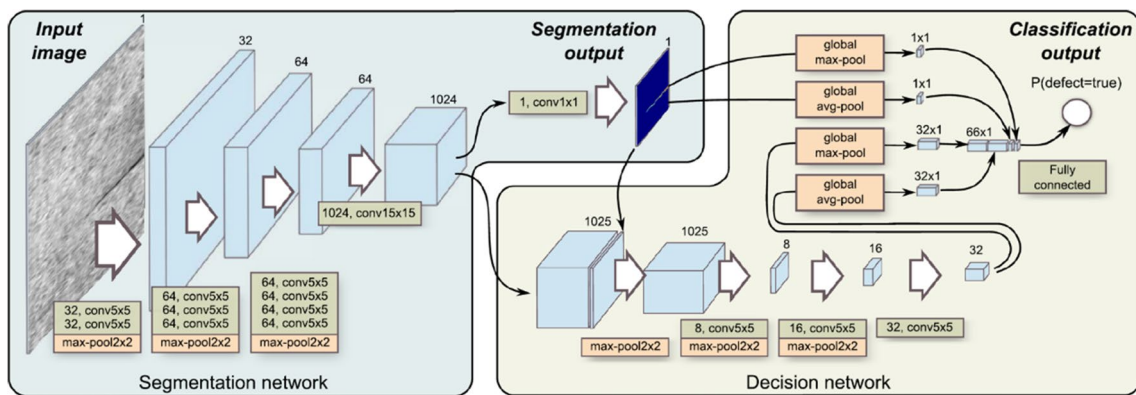 Input
image
1
32
64
64
1024
32, conv5x5
32, conv5x5
max-pool2x2
64, conv5x5
64, conv5x5
64, conv5x5
max-pool2x2
64, conv5x5
64, conv5x5
64, conv5x5
64, conv5x5
max-pool2x2
1024, conv15x15
Segmentation network
Segmentation
output
1, conv1x1
1
1025
1025
8
16
32
max-pool2x2
8, conv5x5
max-pool2x2
16, conv5x5
max-pool2x2
32, conv5x5
Decision network
global
max-pool
1x1
global
avg-pool
1x1
global
max-pool
32x1
global
avg-pool
32x1
66x1
Classification
output
P(defect=true)
Fully
connected